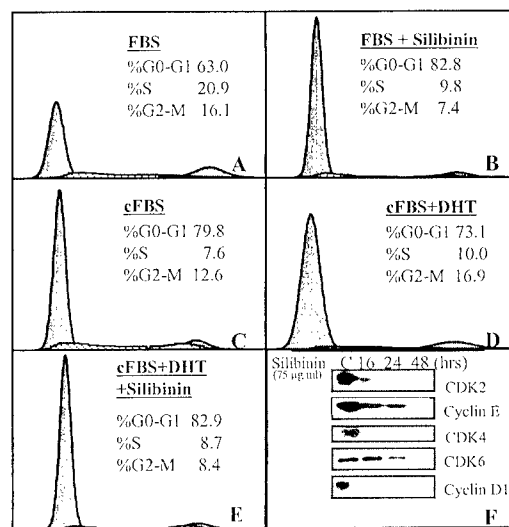 FBS
%G0-G1 63.0
%S 20.9
%G2-M 16.1
A
FBS + Silibinin
%G0-G1 82.8
%S 9.8
%G2-M 7.4
B
cFBS
%G0-G1 79.8
%S 7.6
%G2-M 12.6
C
cFBS+DHT
%G0-G1 73.1
%S 10.0
%G2-M 16.9
D
cFBS+DHT
+Silibinin
%G0-G1 82.9
%S 8.7
%G2-M 8.4
E
Silibinin C 16 24 48 (hrs)
(75 μg/ml)
CDK2
Cyclin E
CDK4
CDK6
Cyclin D1
F